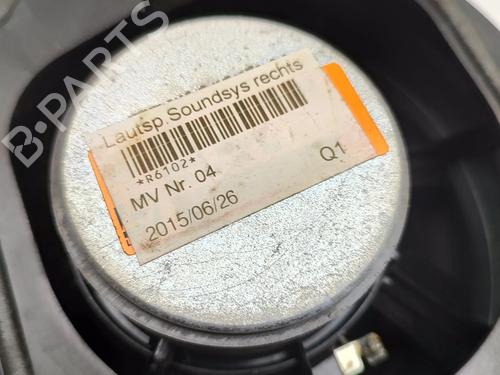 B-PARTS
Lautsp.Soundsys rechts
*R6102*
MV Nr. 04.
Q1
2015/06/26